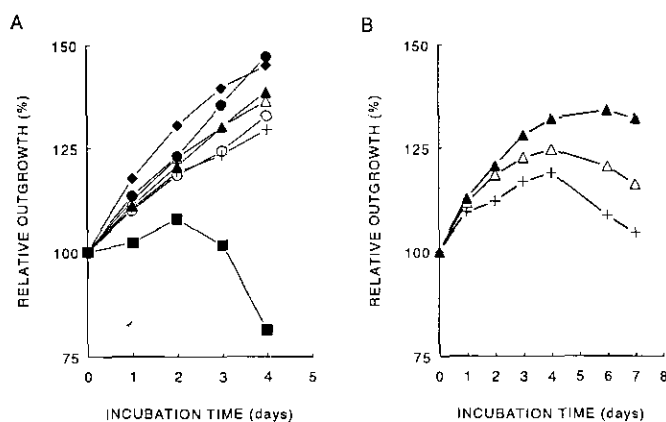 A
150
125
100
75
RELATIVE OUTGROWTH (%)
0 1 2 3 4 5
INCUBATION TIME (days)
B
150
125
100
75
RELATIVE OUTGROWTH (%)
0 1 2 3 4 5 6 7 8
INCUBATION TIME (days)